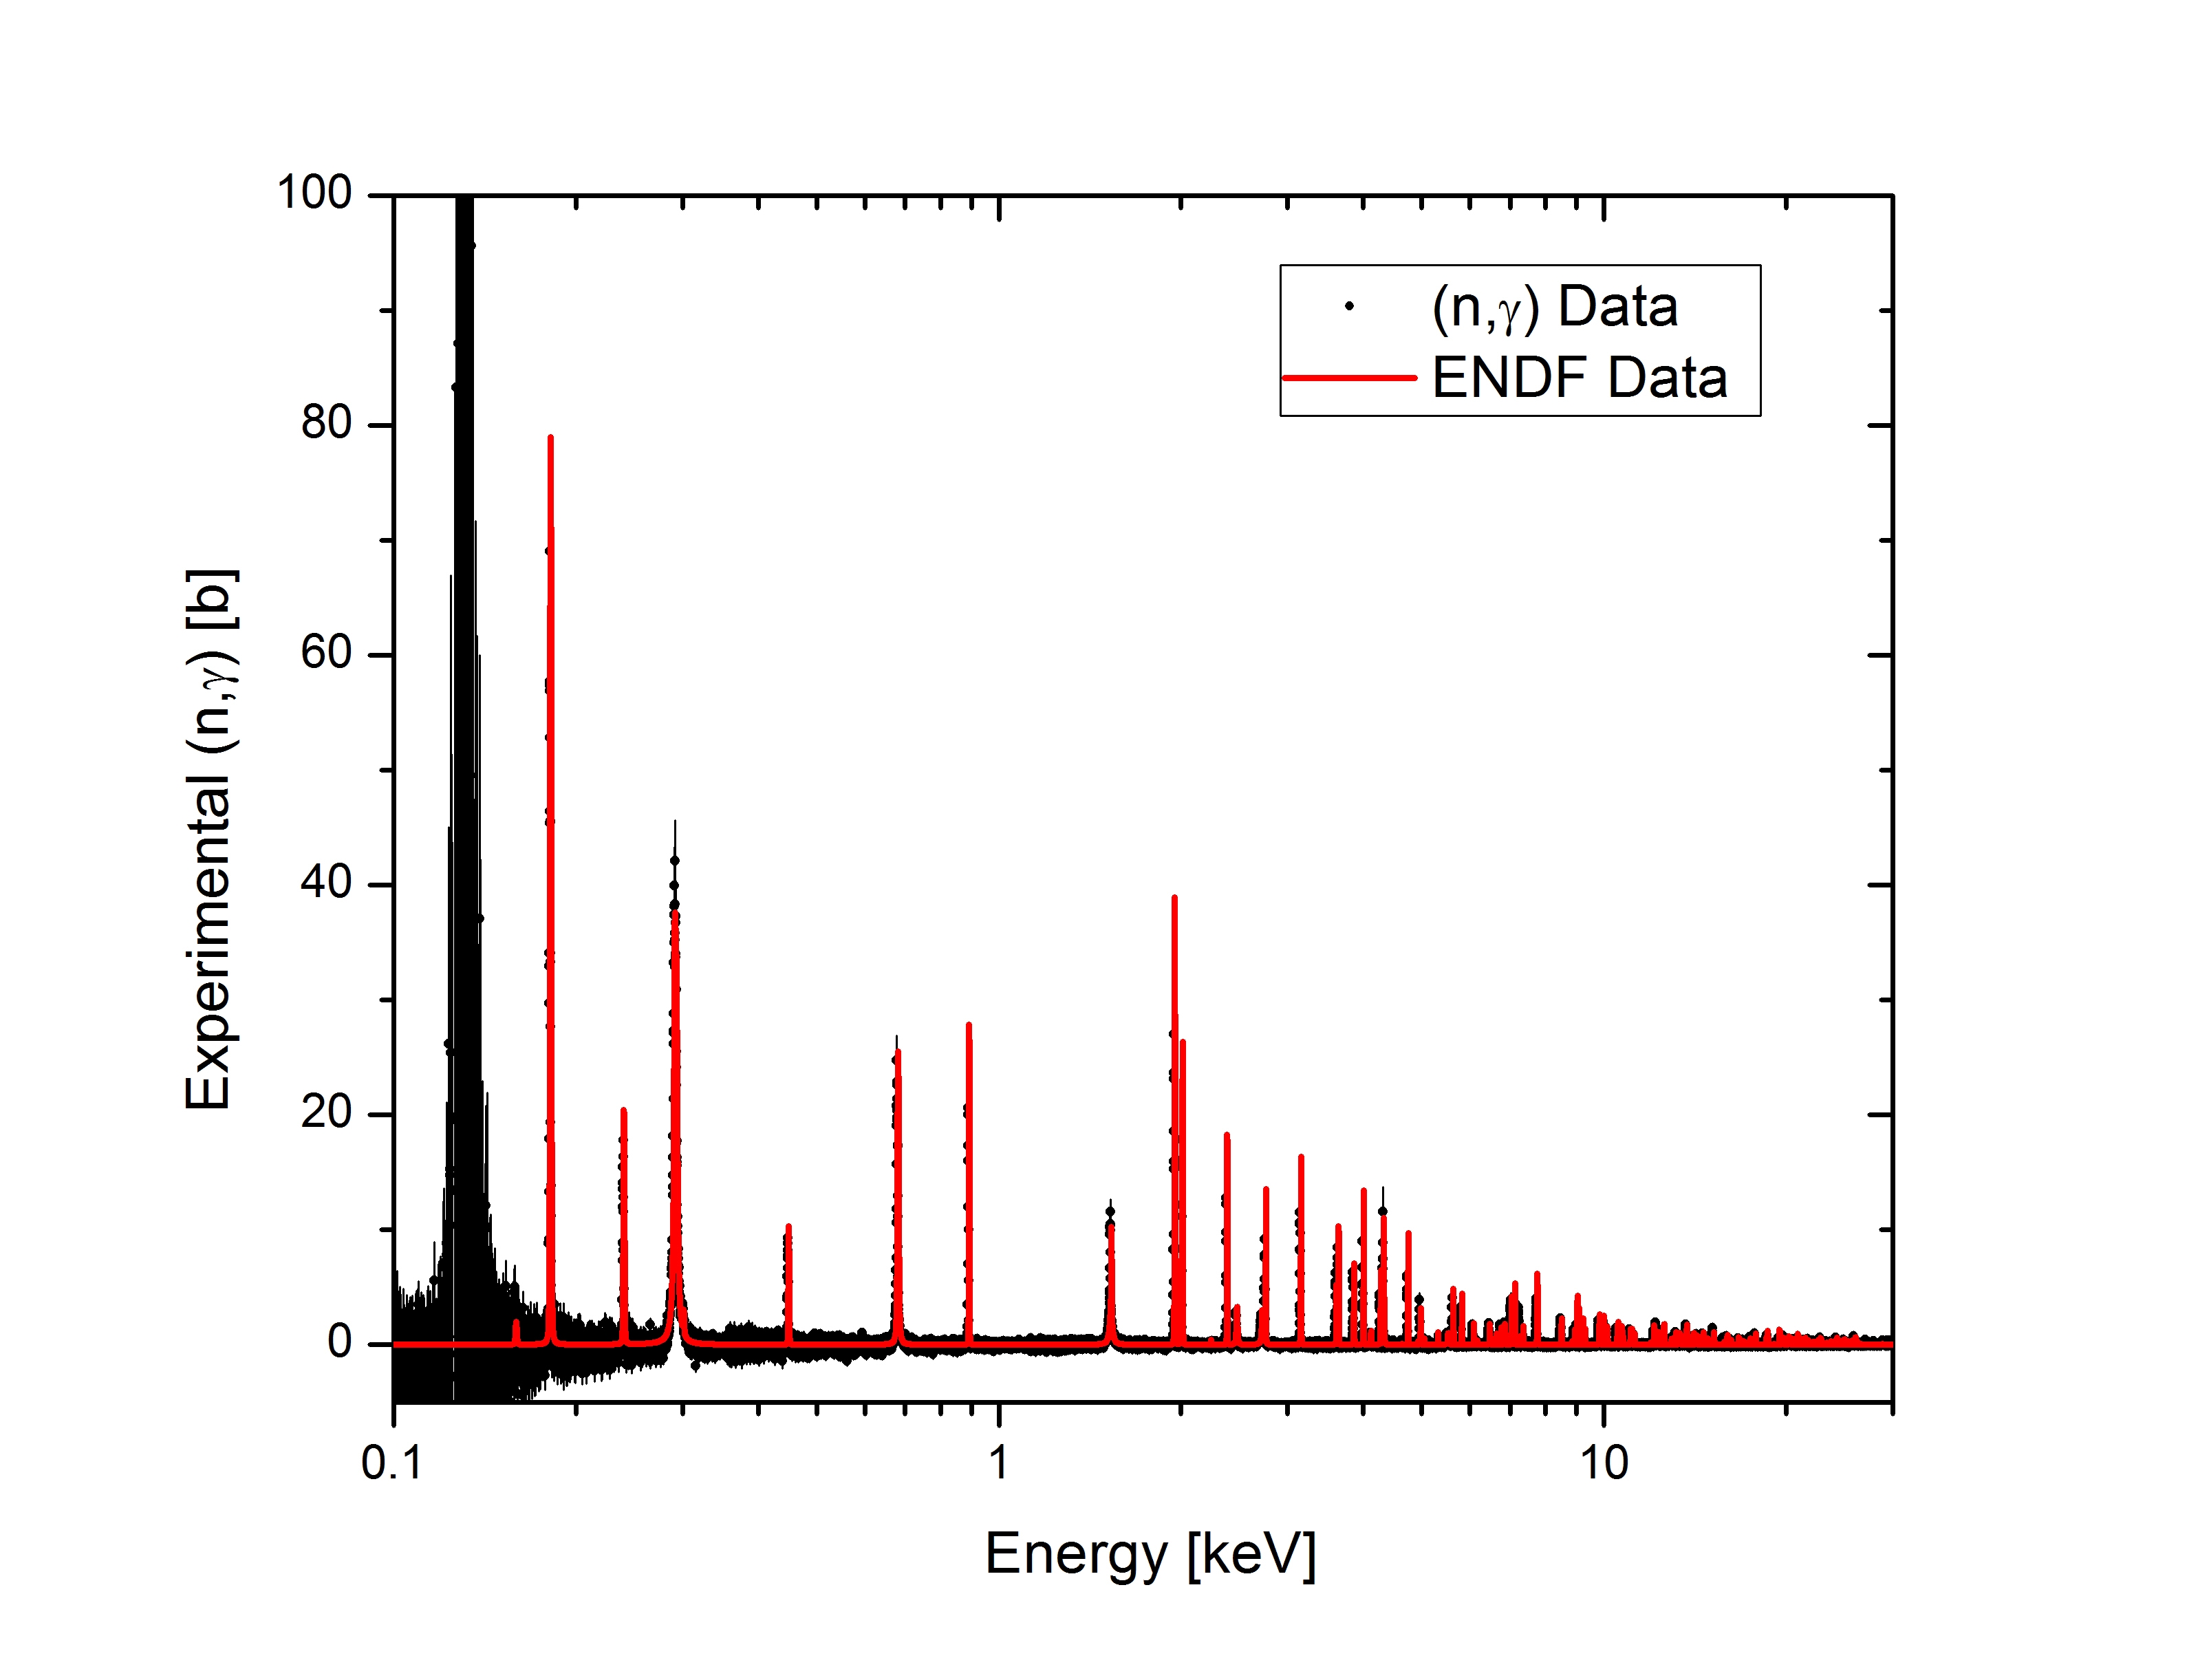 100
80
60
40
20
0
Experimental (n,γ) [b]
(n,γ) Data
ENDF Data
0.1
1
10
Energy [keV]